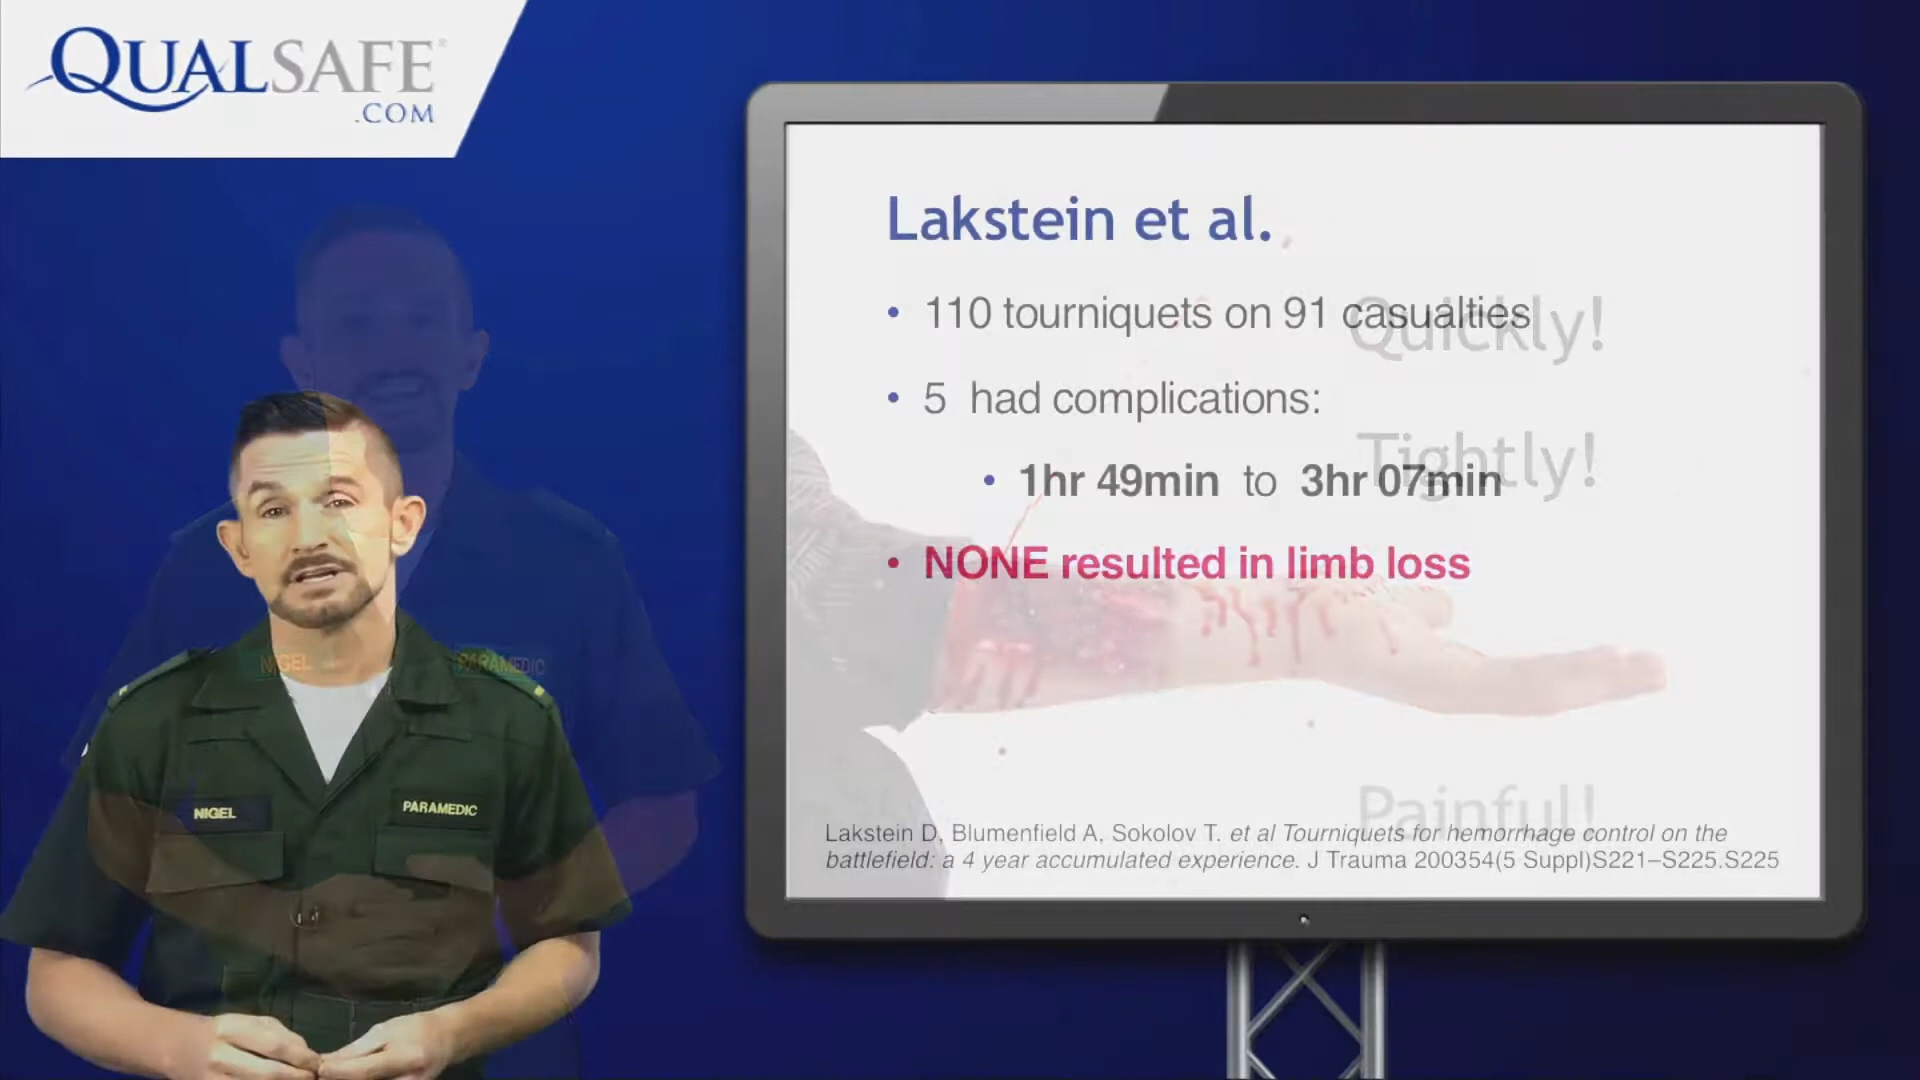 QUALSAFE®
.COM
Lakstein et al.
• 110 tourniquets on 91 casualties
Quickly!
• 5 had complications:
Tightly!
• 1hr 49min to 3hr 07min
• NONE resulted in limb loss
Painful!
Lakstein D, Blumenfield A, Sokolov T. et al Tourniquets for hemorrhage control on the
battlefield: a 4 year accumulated experience. J Trauma 200354(5 Suppl)S221–S225.S225
NIGEL PARAMEDIC
NIGEL PARAMEDIC